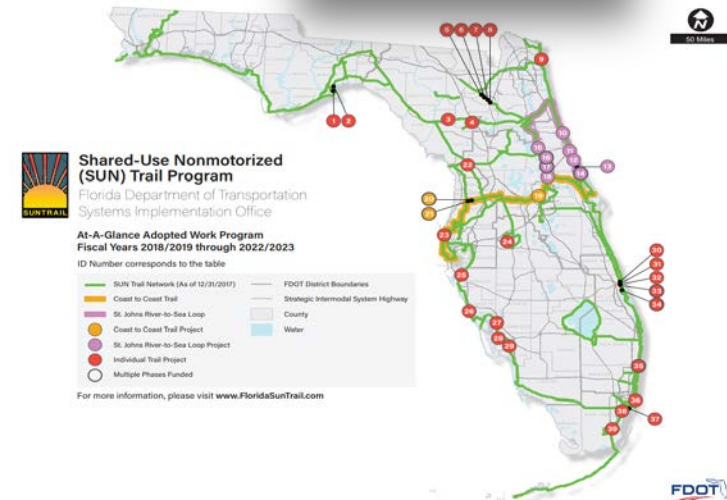 N
50 Miles
5 6 7 8
9
1 2
3
4
10
11
12
13
14
15
16
17
18
22
20
21
19
23
24
SUNTRAIL
Shared-Use Nonmotorized
(SUN) Trail Program
Florida Department of Transportation
Systems Implementation Office
At-A-Glance Adopted Work Program
Fiscal Years 2018/2019 through 2022/2023
ID Number corresponds to the table
SUN Trail Network (As of 12/31/2017)
Coast to Coast Trail
St. Johns River-to-Sea Loop
Coast to Coast Trail Project
St. Johns River-to-Sea Loop Project
Individual Trail Project
Multiple Phases Funded
FDOT District Boundaries
Strategic Intermodal System Highway
County
Water
For more information, please visit www.FloridaSunTrail.com
25
26
27
28
29
30
31
32
33
34
35
36
37
38
39
FDOT